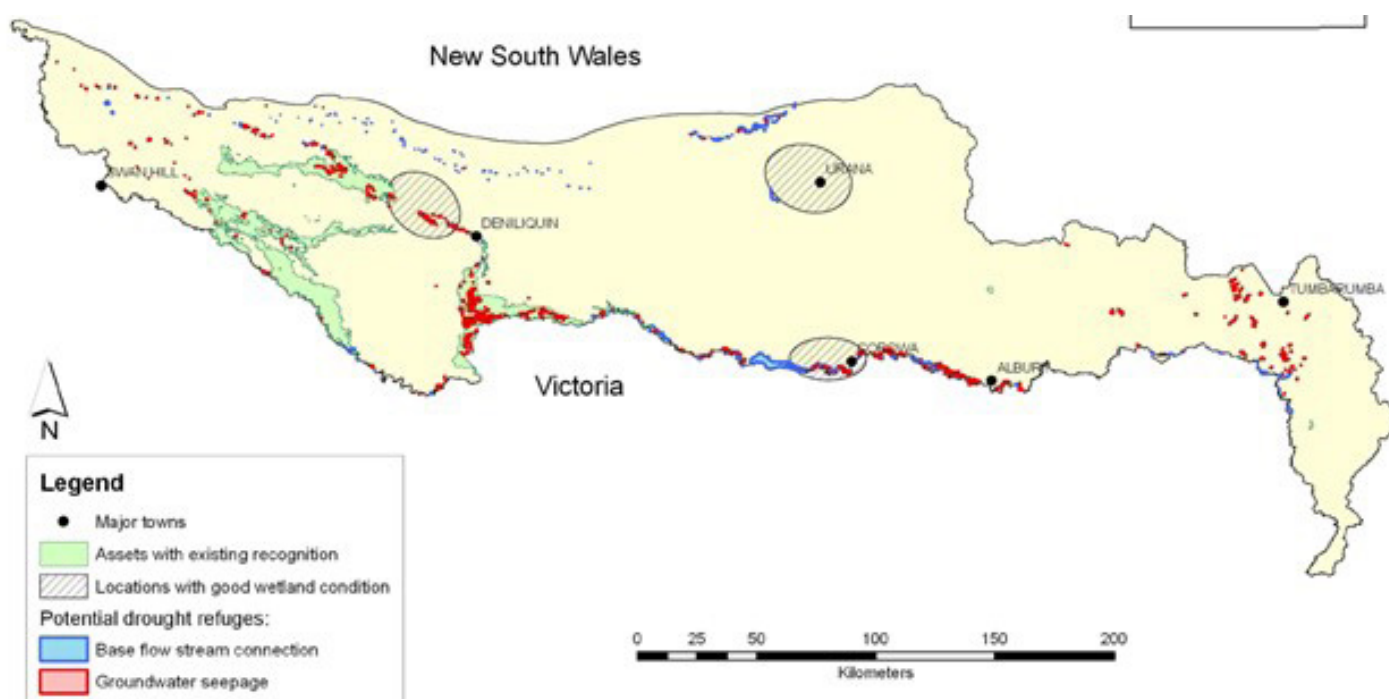 New South Wales
SWAN HILL
URANA
DENILIQUIN
TUMBARUMBA
COROWA
Victoria
ALBURY
N
Legend
Major towns
Assets with existing recognition
Locations with good wetland condition
Potential drought refuges:
Base flow stream connection
Groundwater seepage
0 25 50 100 150 200
Kilometers